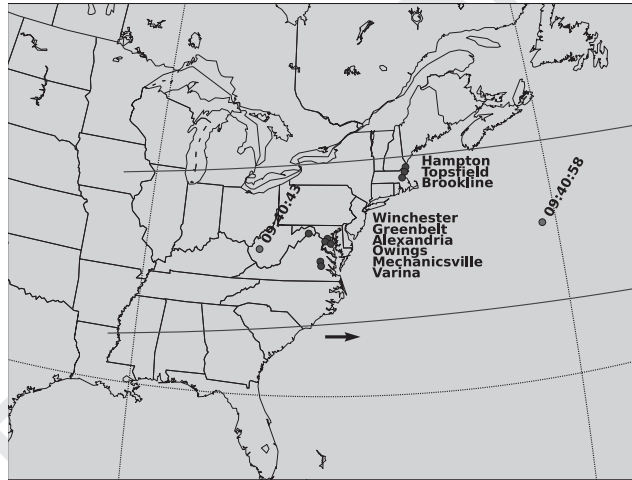 Hampton
Topsfield
Brookline
09:40:43
09:40:58
Winchester
Greenbelt
Alexandria
Owings
Mechanicsville
Varina